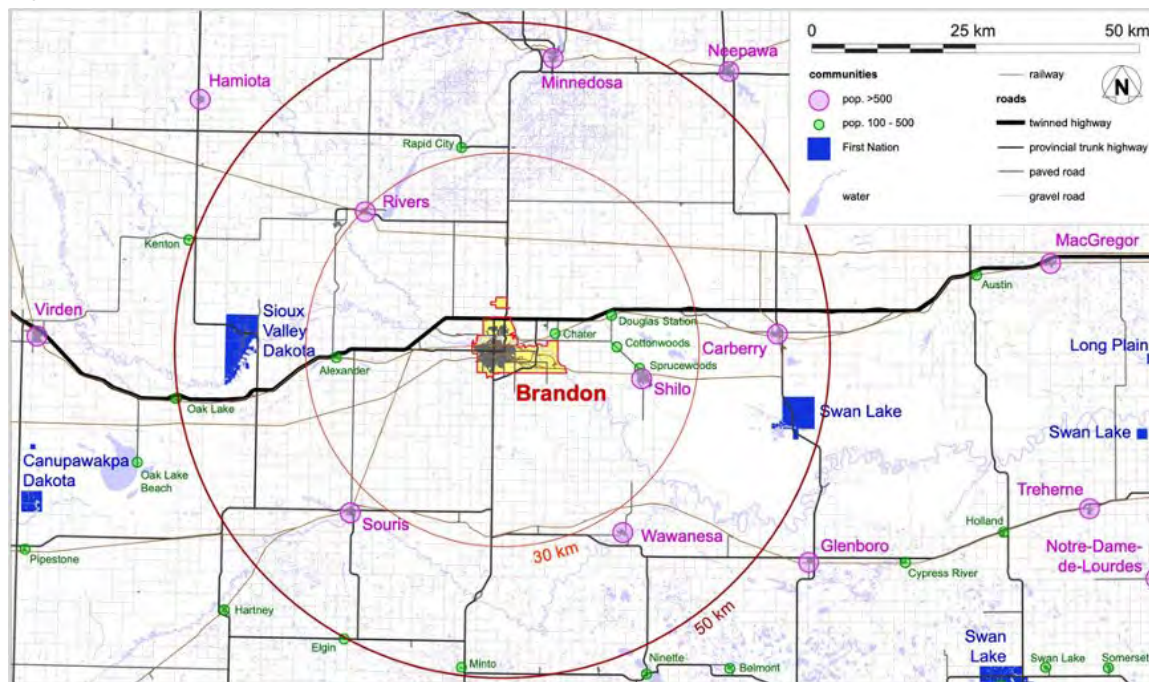 Hamiota
Minnedosa
Neepawa
0
25 km
50 km
communities
pop. >500
pop. 100 - 500
First Nation
water
railway
N
roads
twinned highway
provincial trunk highway
paved road
gravel road
Rapid City
Rivers
Kenton
MacGregor
Austin
Virden
Sioux
Valley
Dakota
Douglas Station
Chater
Cottonwoods
Carberry
Alexander
Sprucewoods
Shilo
Long Plain
Brandon
Oak Lake
Swan Lake
Swan Lake
Canupawakpa
Dakota
Oak Lake
Beach
Souris
Wawanesa
Treherne
Holland
30 km
Glenboro
Cypress River
Notre-Dame-
de-Lourdes
Pipestone
Hartney
Elgin
50 km
Minto
Ninette
Belmont
Swan
Lake
Swan Lake
Somerset